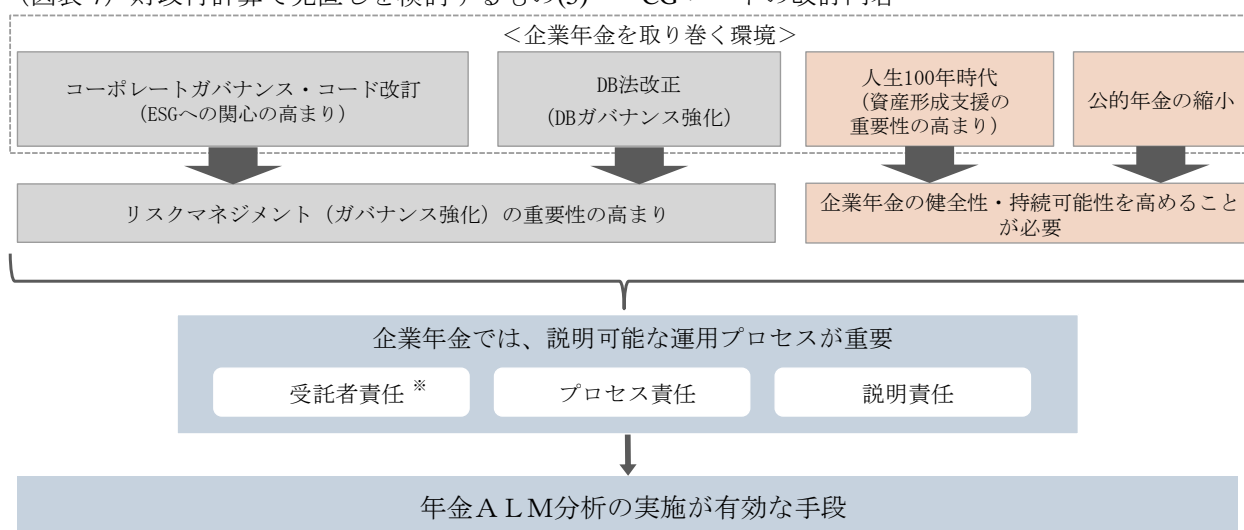 ＜企業年金を取り巻く環境＞
コーポレートガバナンス・コード改訂
（ESGへの関心の高まり）
DB法改正
（DBガバナンス強化）
人生100年時代
（資産形成支援の
重要性の高まり）
公的年金の縮小
リスクマネジメント（ガバナンス強化）の重要性の高まり
企業年金の健全性・持続可能性を高めること
が必要
企業年金では、説明可能な運用プロセスが重要
受託者責任※
プロセス責任
説明責任
年金ＡＬＭ分析の実施が有効な手段